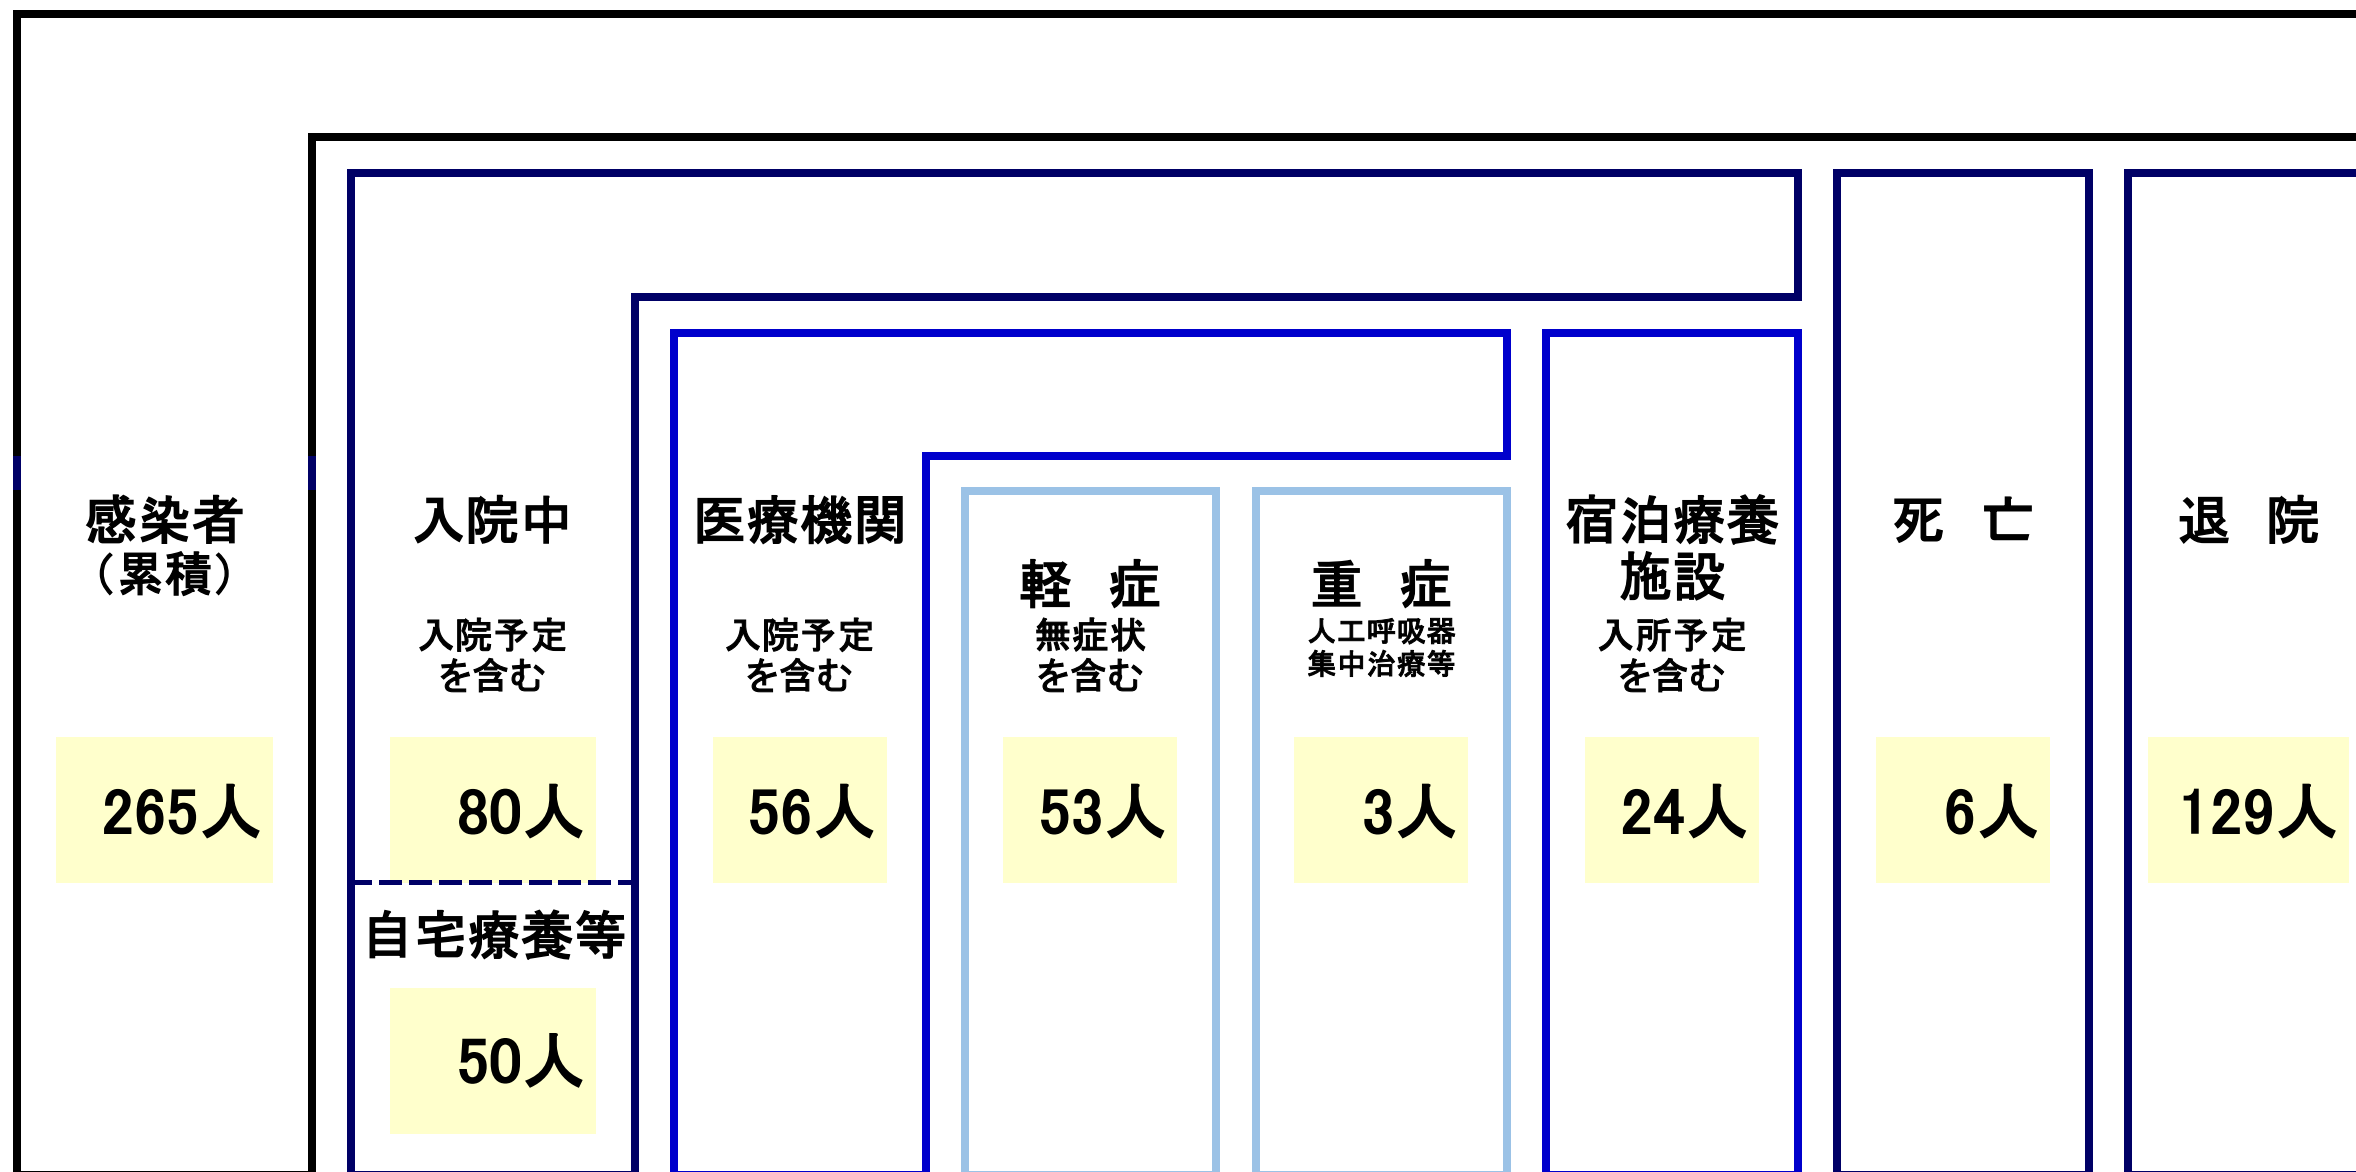 感染者
（累積）
265人
入院中
入院予定
を含む
80人
自宅療養等
50人
医療機関
入院予定
を含む
56人
軽 症
無症状
を含む
53人
重 症
人工呼吸器
集中治療等
3人
宿泊療養
施設
入所予定
を含む
24人
死 亡
6人
退 院
129人